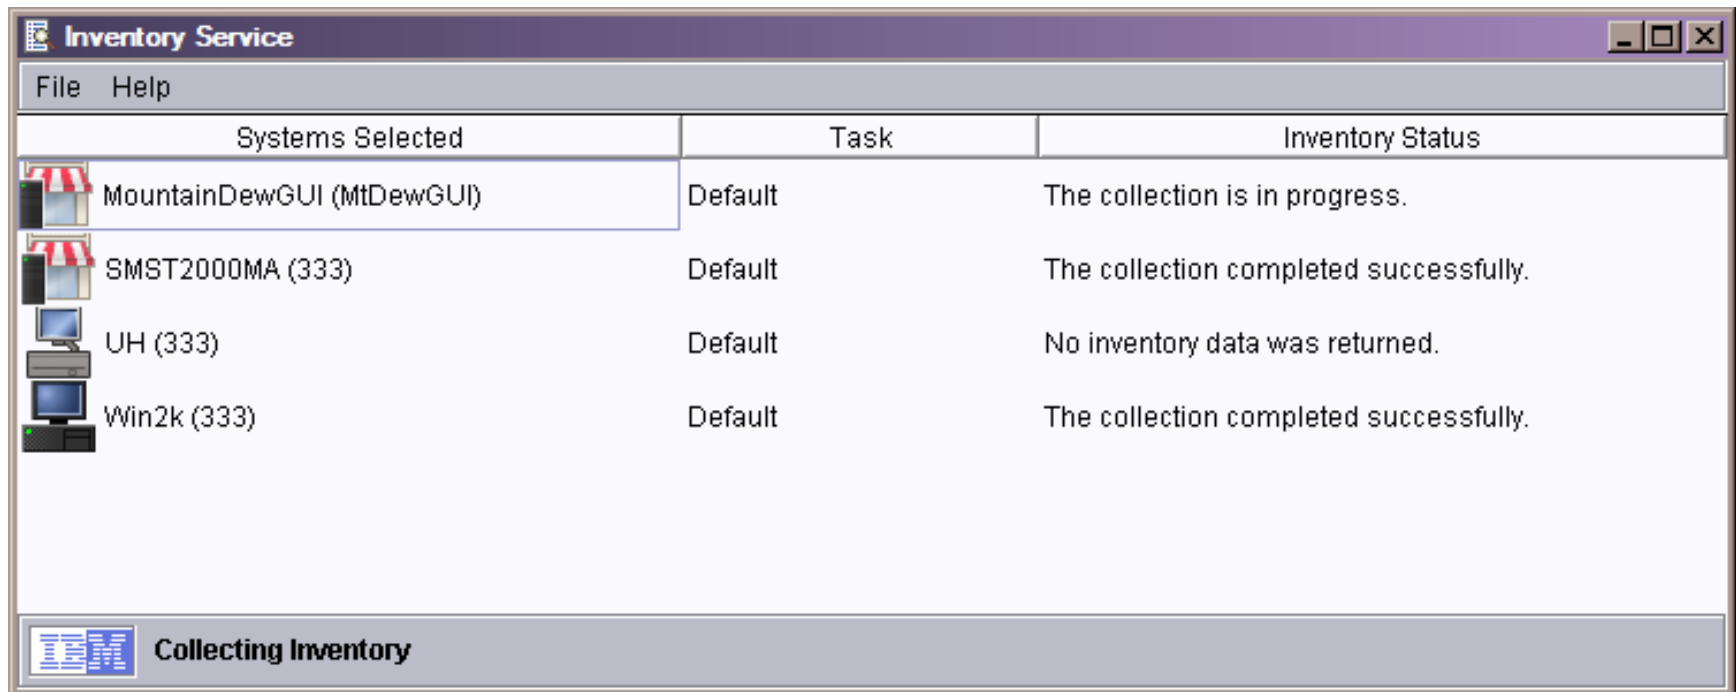 Inventory Service
File Help
Systems Selected Task Inventory Status
MountainDewGUI (MtDewGUI) Default The collection is in progress.
SMST2000MA (333) Default The collection completed successfully.
UH (333) Default No inventory data was returned.
Win2k (333) Default The collection completed successfully.
IBM Collecting Inventory